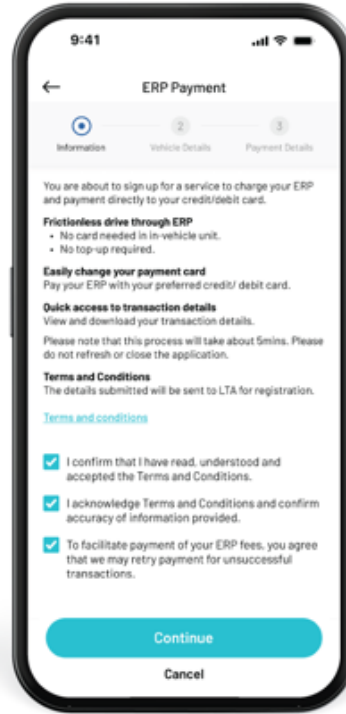 9:41
ERP Payment
2
3
Information
Vehicle Details
Payment Details
You are about to sign up for a service to charge your ERP
and payment directly to your credit/debit card.
Frictionless drive through ERP
• No card needed in in-vehicle unit.
• No top-up required.
Easily change your payment card
Pay your ERP with your preferred credit/ debit card.
Quick access to transaction details
View and download your transaction details.
Please note that this process will take about 5mins. Please
do not refresh or close the application.
Terms and Conditions
The details submitted will be sent to LTA for registration.
Terms and conditions
I confirm that I have read, understood and
accepted the Terms and Conditions.
I acknowledge Terms and Conditions and confirm
accuracy of information provided.
To facilitate payment of your ERP fees, you agree
that we may retry payment for unsuccessful
transactions.
Continue
Cancel